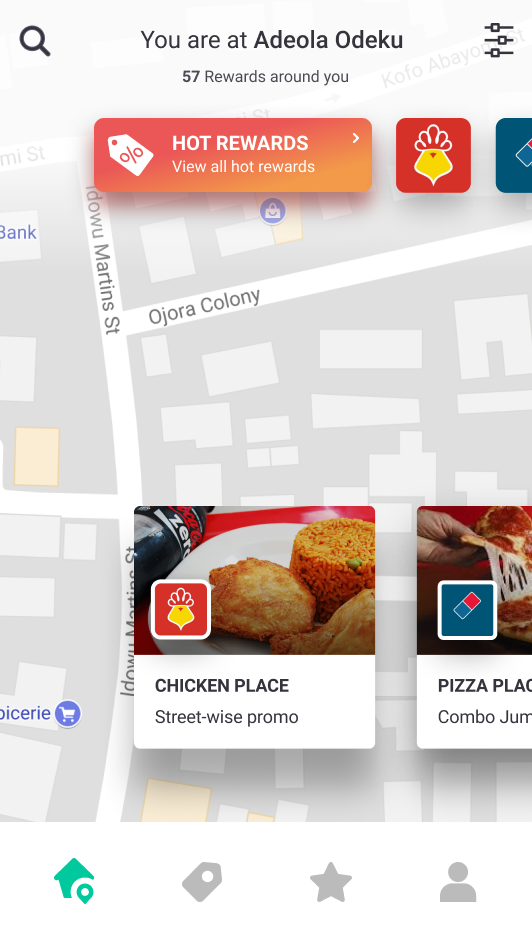 You are at Adeola Odeku
57 Rewards around you
Kofo Abayomi St
mi St
St
HOT REWARDS
View all hot rewards
Bank
Idowu Martins St
Ojora Colony
zero
Idowu Martins St
picerie
CHICKEN PLACE
Street-wise promo
PIZZA PLAC
Combo Jum